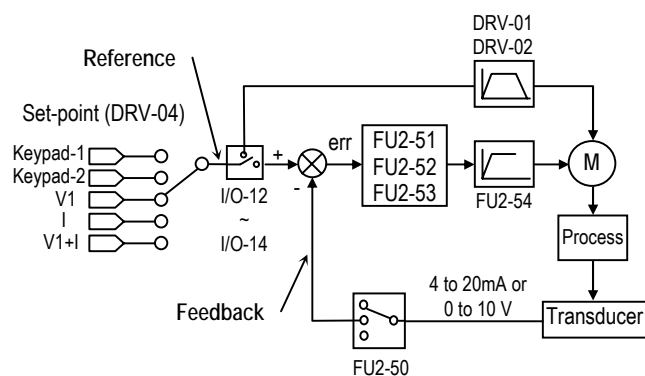 DRV-01
DRV-02
Reference
Set-point (DRV-04)
Keypad-1
Keypad-2
V1
I
V1+I
I/O-12
~
I/O-14
+
-
err
FU2-51
FU2-52
FU2-53
FU2-54
M
Process
Feedback
4 to 20mA or
0 to 10 V
Transducer
FU2-50